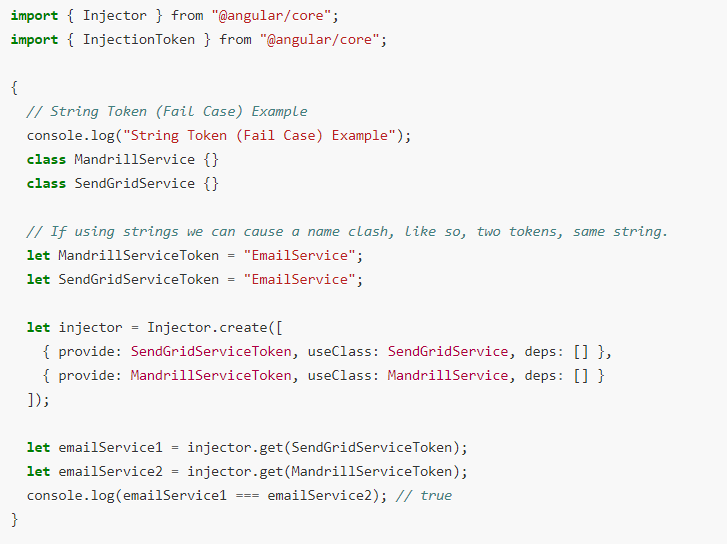 import { Injector } from "@angular/core";
import { InjectionToken } from "@angular/core";

{
  // String Token (Fail Case) Example
  console.log("String Token (Fail Case) Example");
  class MandrillService {}
  class SendGridService {}

  // If using strings we can cause a name clash, like so, two tokens, same string.
  let MandrillServiceToken = "EmailService";
  let SendGridServiceToken = "EmailService";

  let injector = Injector.create([
    { provide: SendGridServiceToken, useClass: SendGridService, deps: [] },
    { provide: MandrillServiceToken, useClass: MandrillService, deps: [] }
  ]);

  let emailService1 = injector.get(SendGridServiceToken);
  let emailService2 = injector.get(MandrillServiceToken);
  console.log(emailService1 === emailService2); // true
}